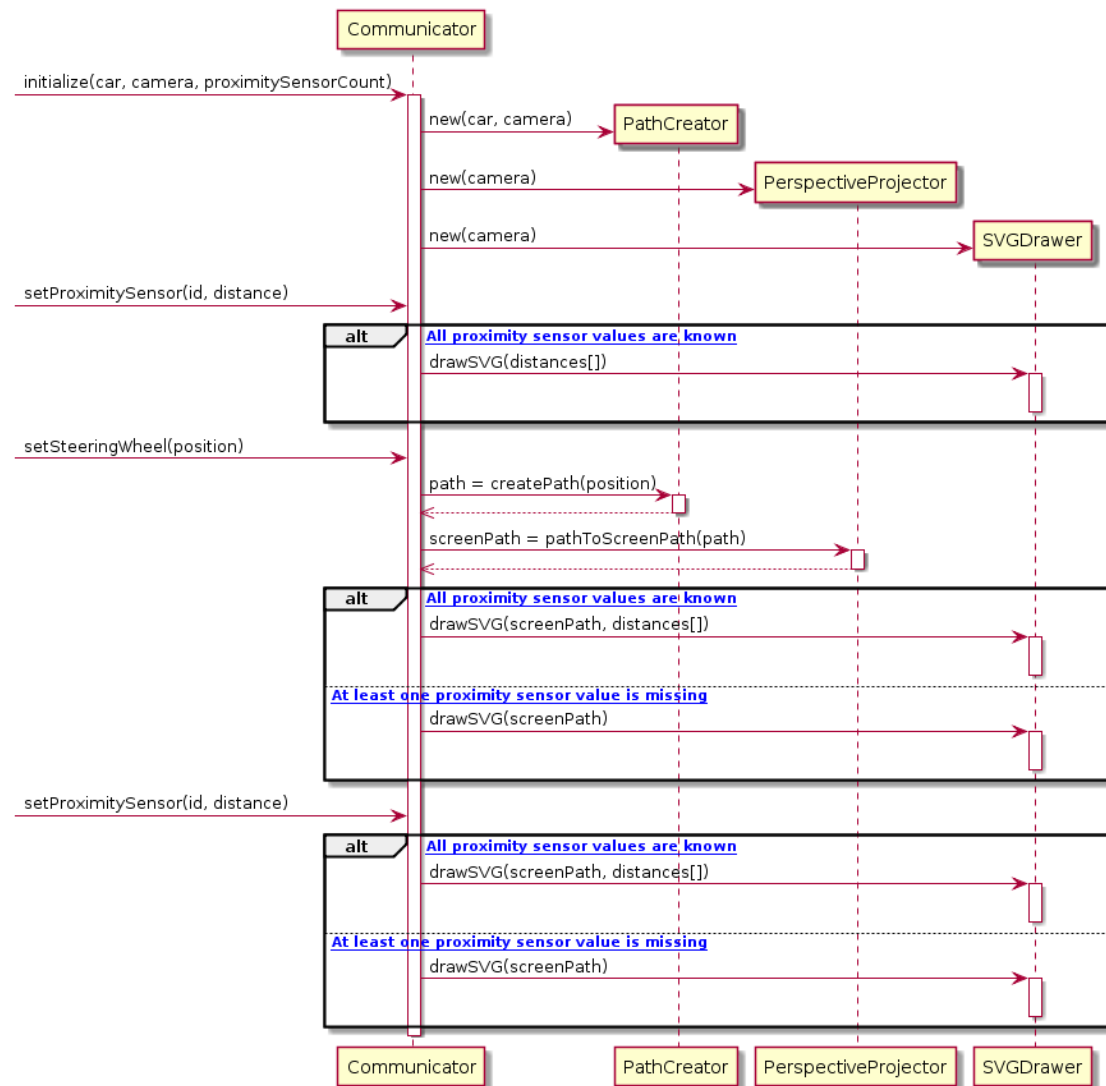 Communicator
initialize(car, camera, proximitySensorCount)
new(car, camera)
PathCreator
new(camera)
PerspectiveProjector
new(camera)
SVGDrawer
setProximitySensor(id, distance)
alt
All proximity sensor values are known
drawSVG(distances[])
setSteeringWheel(position)
path = createPath(position)
screenPath = pathToScreenPath(path)
alt
All proximity sensor values are known
drawSVG(screenPath, distances[])
At least one proximity sensor value is missing
drawSVG(screenPath)
setProximitySensor(id, distance)
alt
All proximity sensor values are known
drawSVG(screenPath, distances[])
At least one proximity sensor value is missing
drawSVG(screenPath)
Communicator
PathCreator
PerspectiveProjector
SVGDrawer